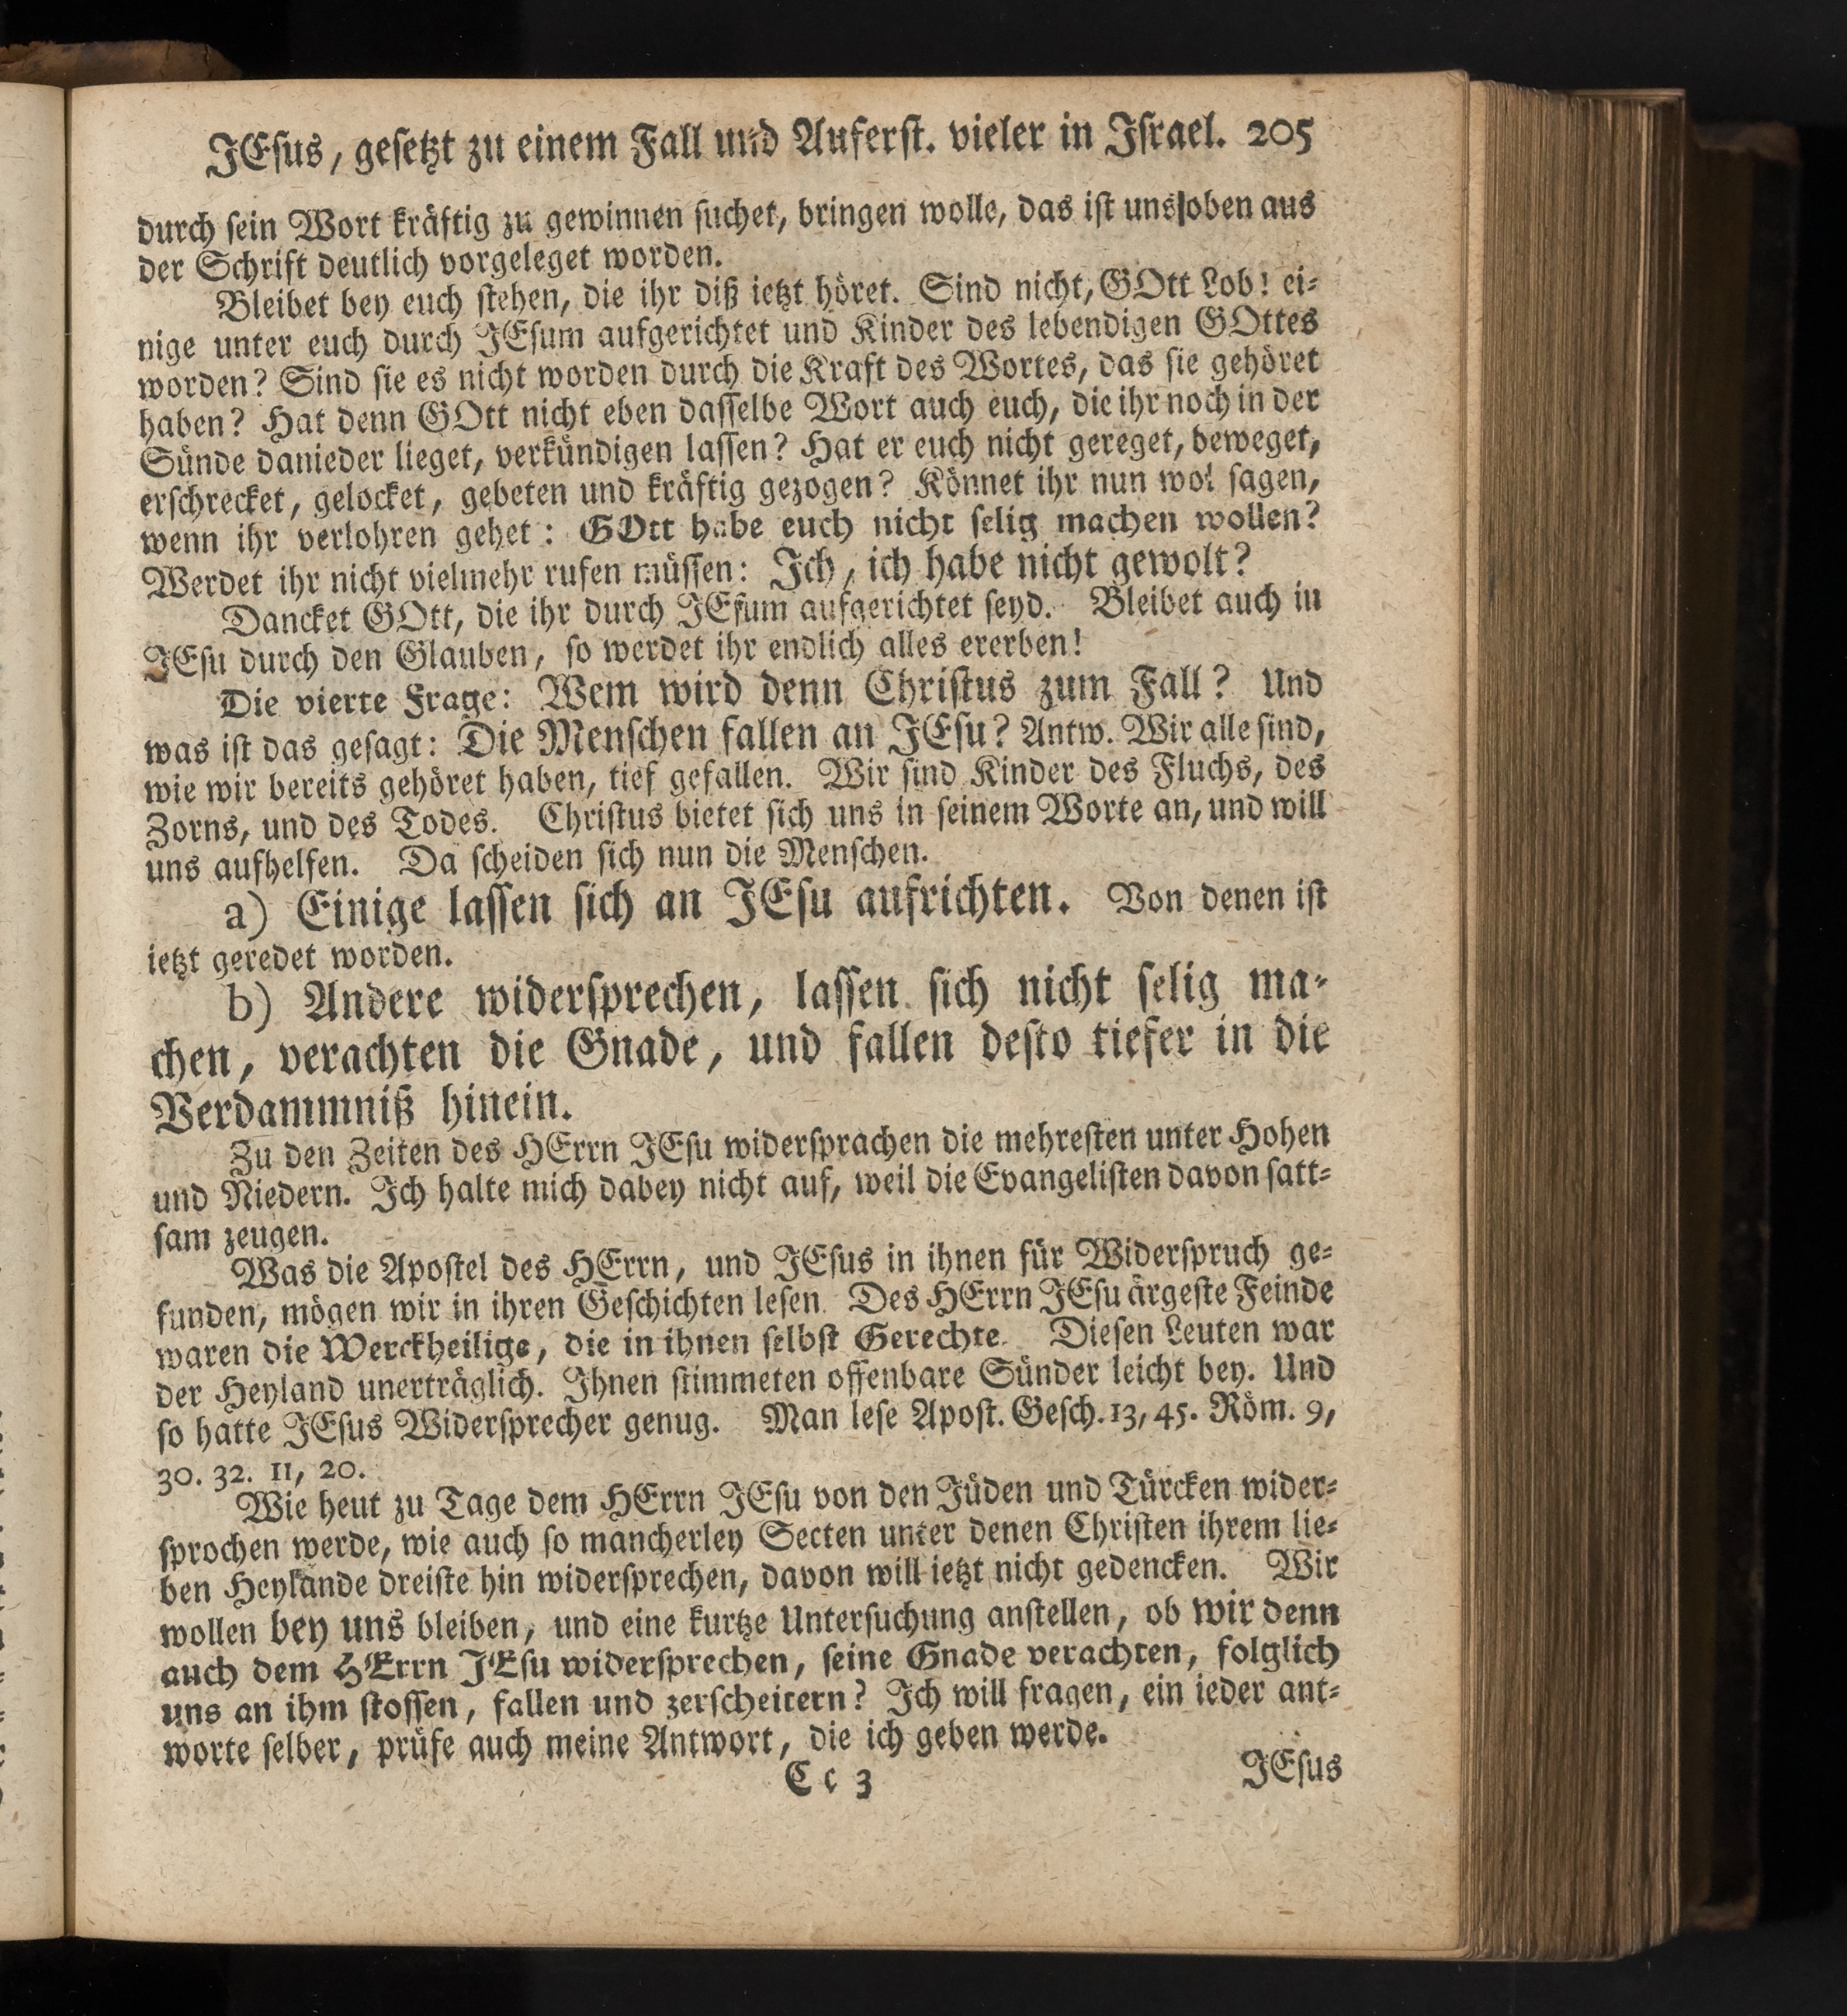 JEsus, gesetzt zu einem Fall und Auferst. vieler in Israel. 205
durch sein Wort kräftig zu gewinnen suchet, bringen wolle, das ist uns oben aus
der Schrift deutlich vorgeleget worden.
Bleibet bey euch stehen, die ihr diß ietzt höret. Sind nicht, GOtt Lob! ei-
nige unter euch durch JEsum aufgerichtet und Kinder des lebendigen GOttes
worden? Sind sie es nicht worden durch die Kraft des Wortes, das sie gehöret
haben? Hat denn GOtt nicht eben dasselbe Wort auch euch, die ihr noch in der
Sünde danieder lieget, verkündigen lassen? Hat er euch nicht gereget, beweget,
erschrecket, gelocket, gebeten und kräftig gezogen? Könnet ihr nun wol sagen,
wenn ihr verlohren gehet: GOtt habe euch nicht selig machen wollen?
Werdet ihr nicht vielmehr rufen müssen: Ich, ich habe nicht gewolt?
Dancket GOtt, die ihr durch JEsum aufgerichtet seyd. Bleibet auch in
JEsu durch den Glauben, so werdet ihr endlich alles ererben!
Die vierte Frage: Wem wird denn Christus zum Fall? Und
was ist das gesagt: Die Menschen fallen an JEsu? Antw. Wir alle sind,
wie wir bereits gehöret haben, tief gefallen. Wir sind Kinder des Fluchs, des
Zorns, und des Todes. Christus bietet sich uns in seinem Worte an, und will
uns aufhelfen. Da scheiden sich nun die Menschen.
a) Einige lassen sich an JEsu aufrichten. Von denen ist
ietzt geredet worden.
b) Andere widersprechen, lassen sich nicht selig ma-
chen, verachten die Gnade, und fallen desto tiefer in die
Verdammniß hinein.
Zu den Zeiten des HErrn JEsu widersprachen die mehresten unter Hohen
und Niedern. Ich halte mich dabey nicht auf, weil die Evangelisten davon satt-
sam zeugen.
Was die Apostel des HErrn, und JEsus in ihnen für Widerspruch ge-
funden, mögen wir in ihren Geschichten lesen. Des HErrn JEsu ärgeste Feinde
waren die Werckheilige, die in ihnen selbst Gerechte. Diesen Leuten war
der Heyland unerträglich. Ihnen stimmeten offenbare Sünder leicht bey. Und
so hatte JEsus Widersprecher genug. Man lese Apost. Gesch. 13, 45. Röm. 9,
30. 32. 11, 20.
Wie heut zu Tage dem HErrn JEsu von den Jüden und Türcken wider-
sprochen werde, wie auch so mancherley Secten unter denen Christen ihrem lie-
ben Heylande dreiste hin widersprechen, davon will ietzt nicht gedencken. Wir
wollen bey uns bleiben, und eine kurtze Untersuchung anstellen, ob wir denn
auch dem HErrn JEsu widersprechen, seine Gnade verachten, folglich
uns an ihm stossen, fallen und zerscheitern? Ich will fragen, ein ieder ant-
worte selber, prüfe auch meine Antwort, die ich geben werde.
Cc 3
JEsus